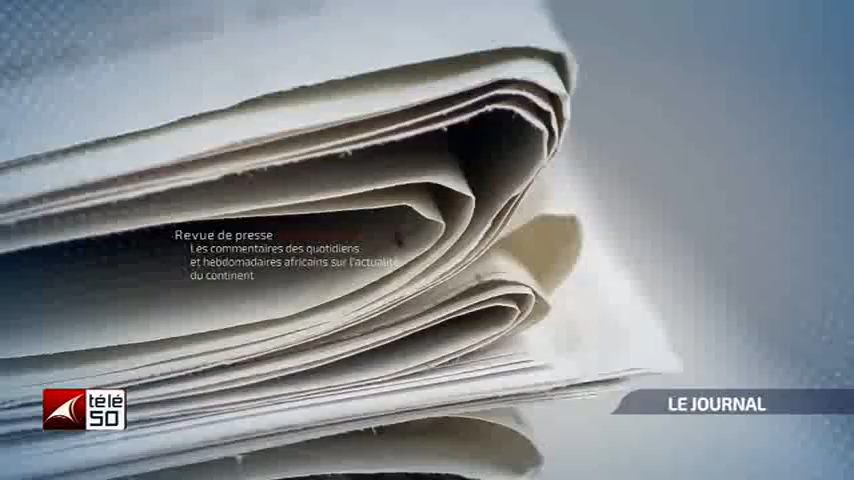 Revue de presse
Les commentaires des quotidiens
et hebdomadaires africains sur l'actualité
du continent
télé
50
LE JOURNAL